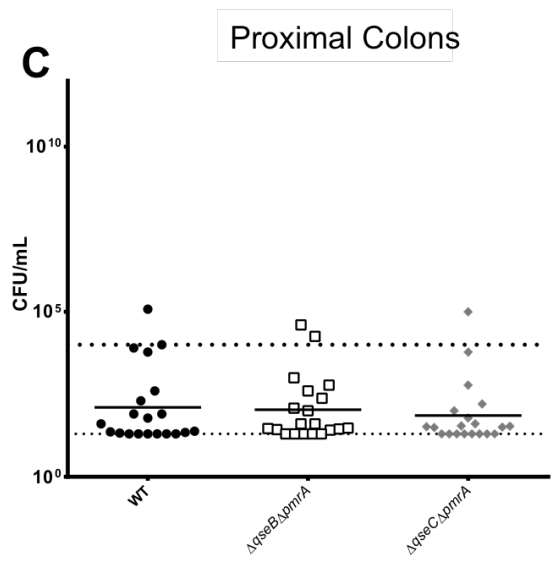 Proximal Colons
C
10^10
CFU/mL
10^5
10^0
WT
ΔqseBΔpmrA
ΔqseCΔpmrA